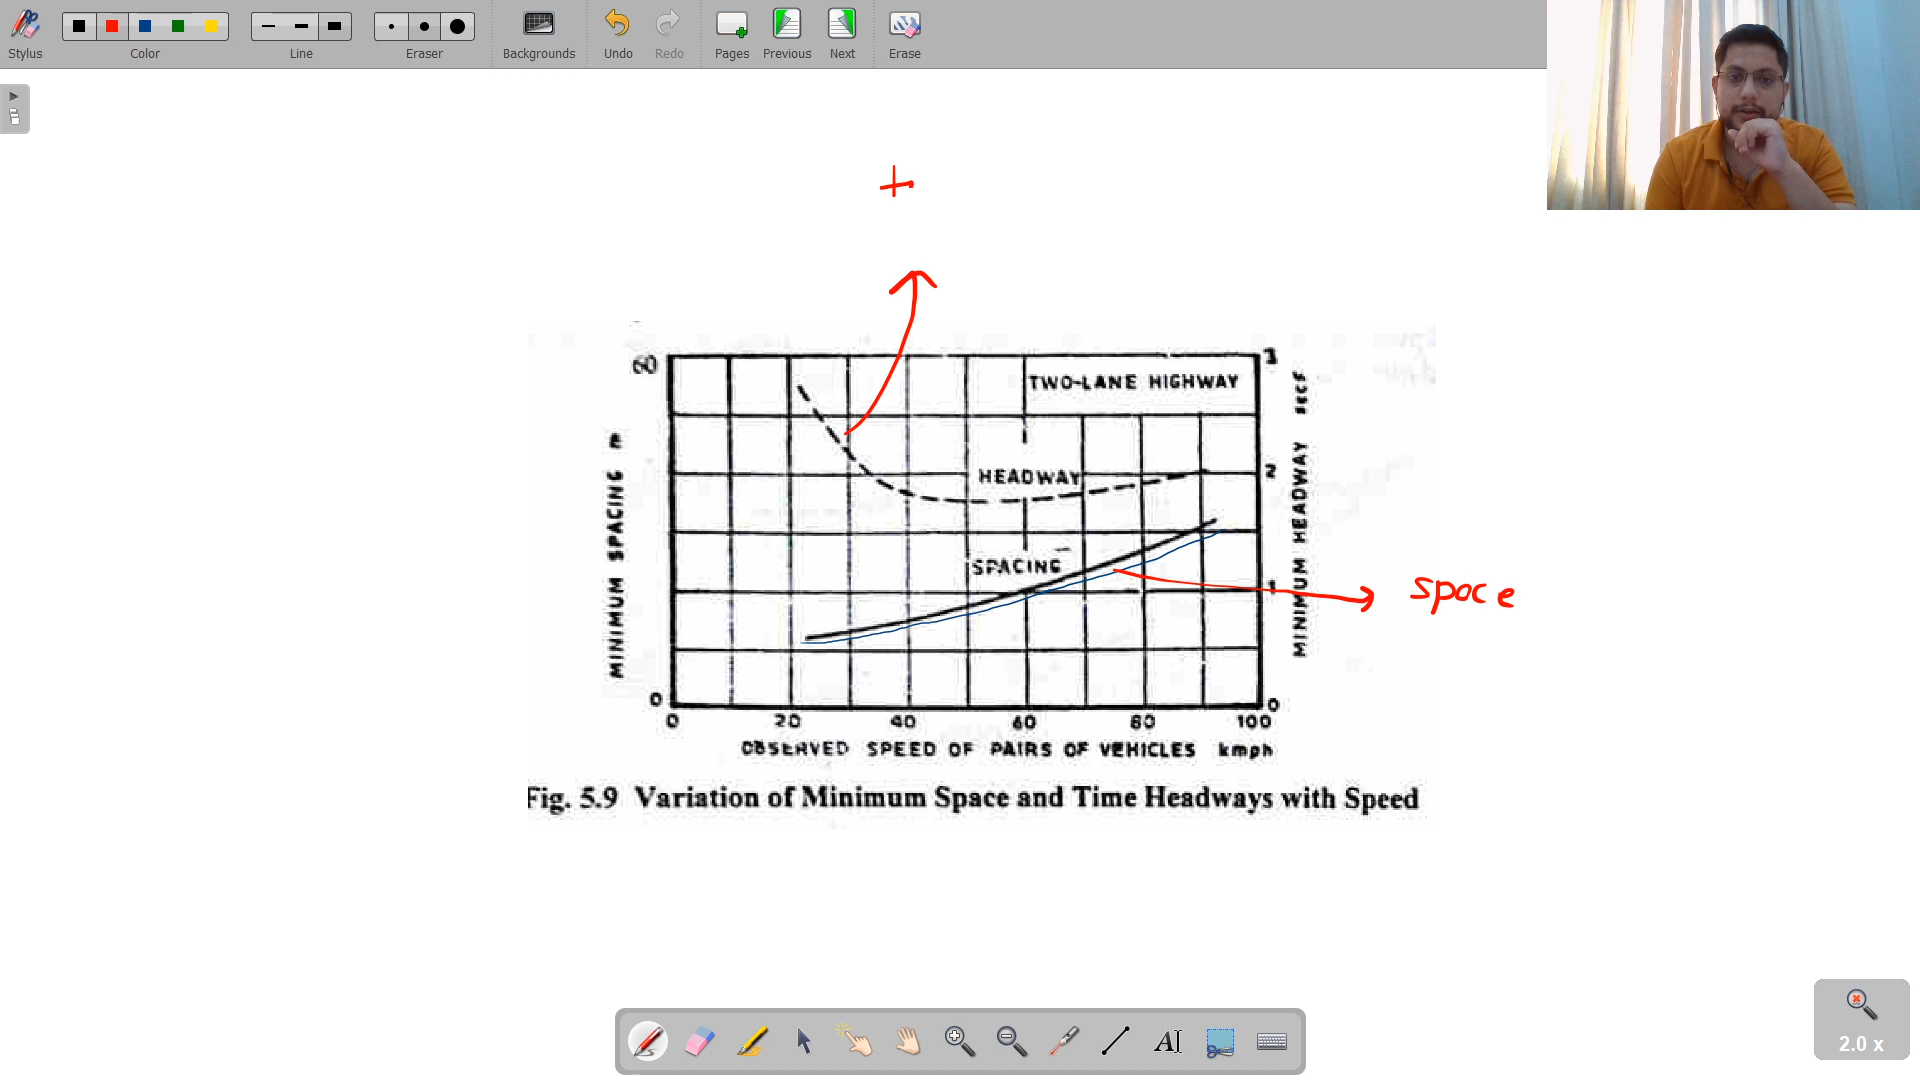 Stylus
Color
Line
Eraser
Backgrounds
Undo
Redo
Pages
Previous
Next
Erase
+
TWO-LANE HIGHWAY
3
HEADWAY
2
SPACING
1
space
MINIMUM SPACING m
MINIMUM HEADWAY secs
0
0
0 20 40 60 80 100
OBSERVED SPEED OF PAIRS OF VEHICLES kmph
Fig. 5.9 Variation of Minimum Space and Time Headways with Speed
2.0 x